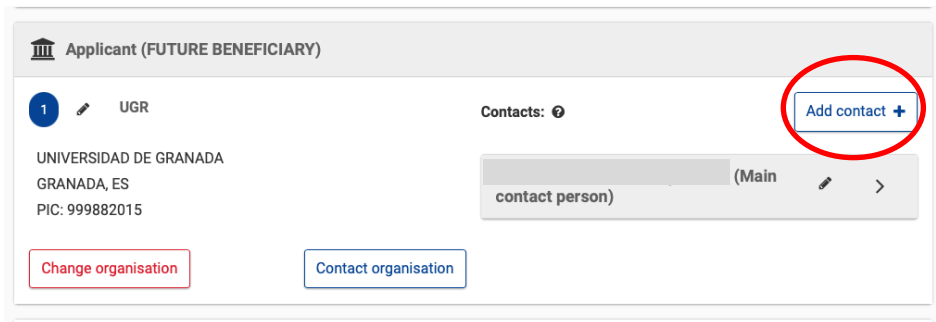 Applicant (FUTURE BENEFICIARY)
1 UGR
Contacts:
Add contact +
UNIVERSIDAD DE GRANADA
GRANADA, ES
PIC: 999882015
(Main
contact person)
Change organisation
Contact organisation